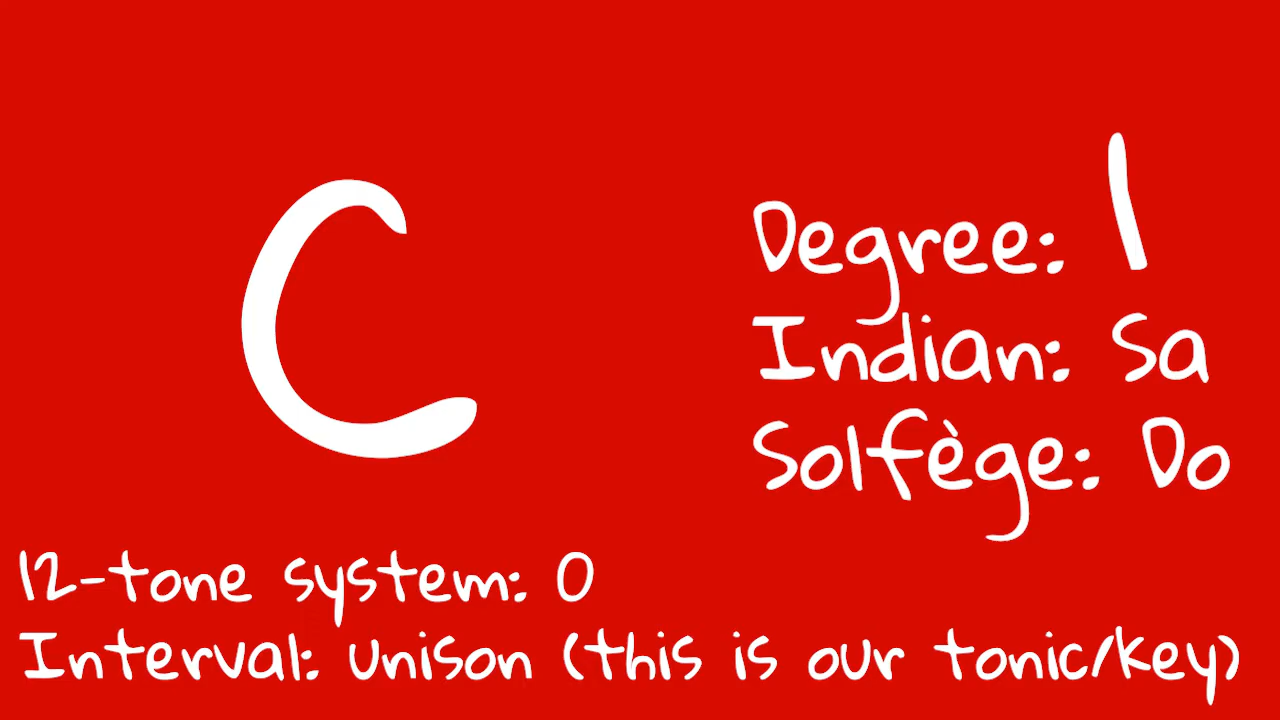 C
Degree: 1
Indian: Sa
Solfège: Do
12-tone system: 0
Interval: unison (this is our tonic/key)